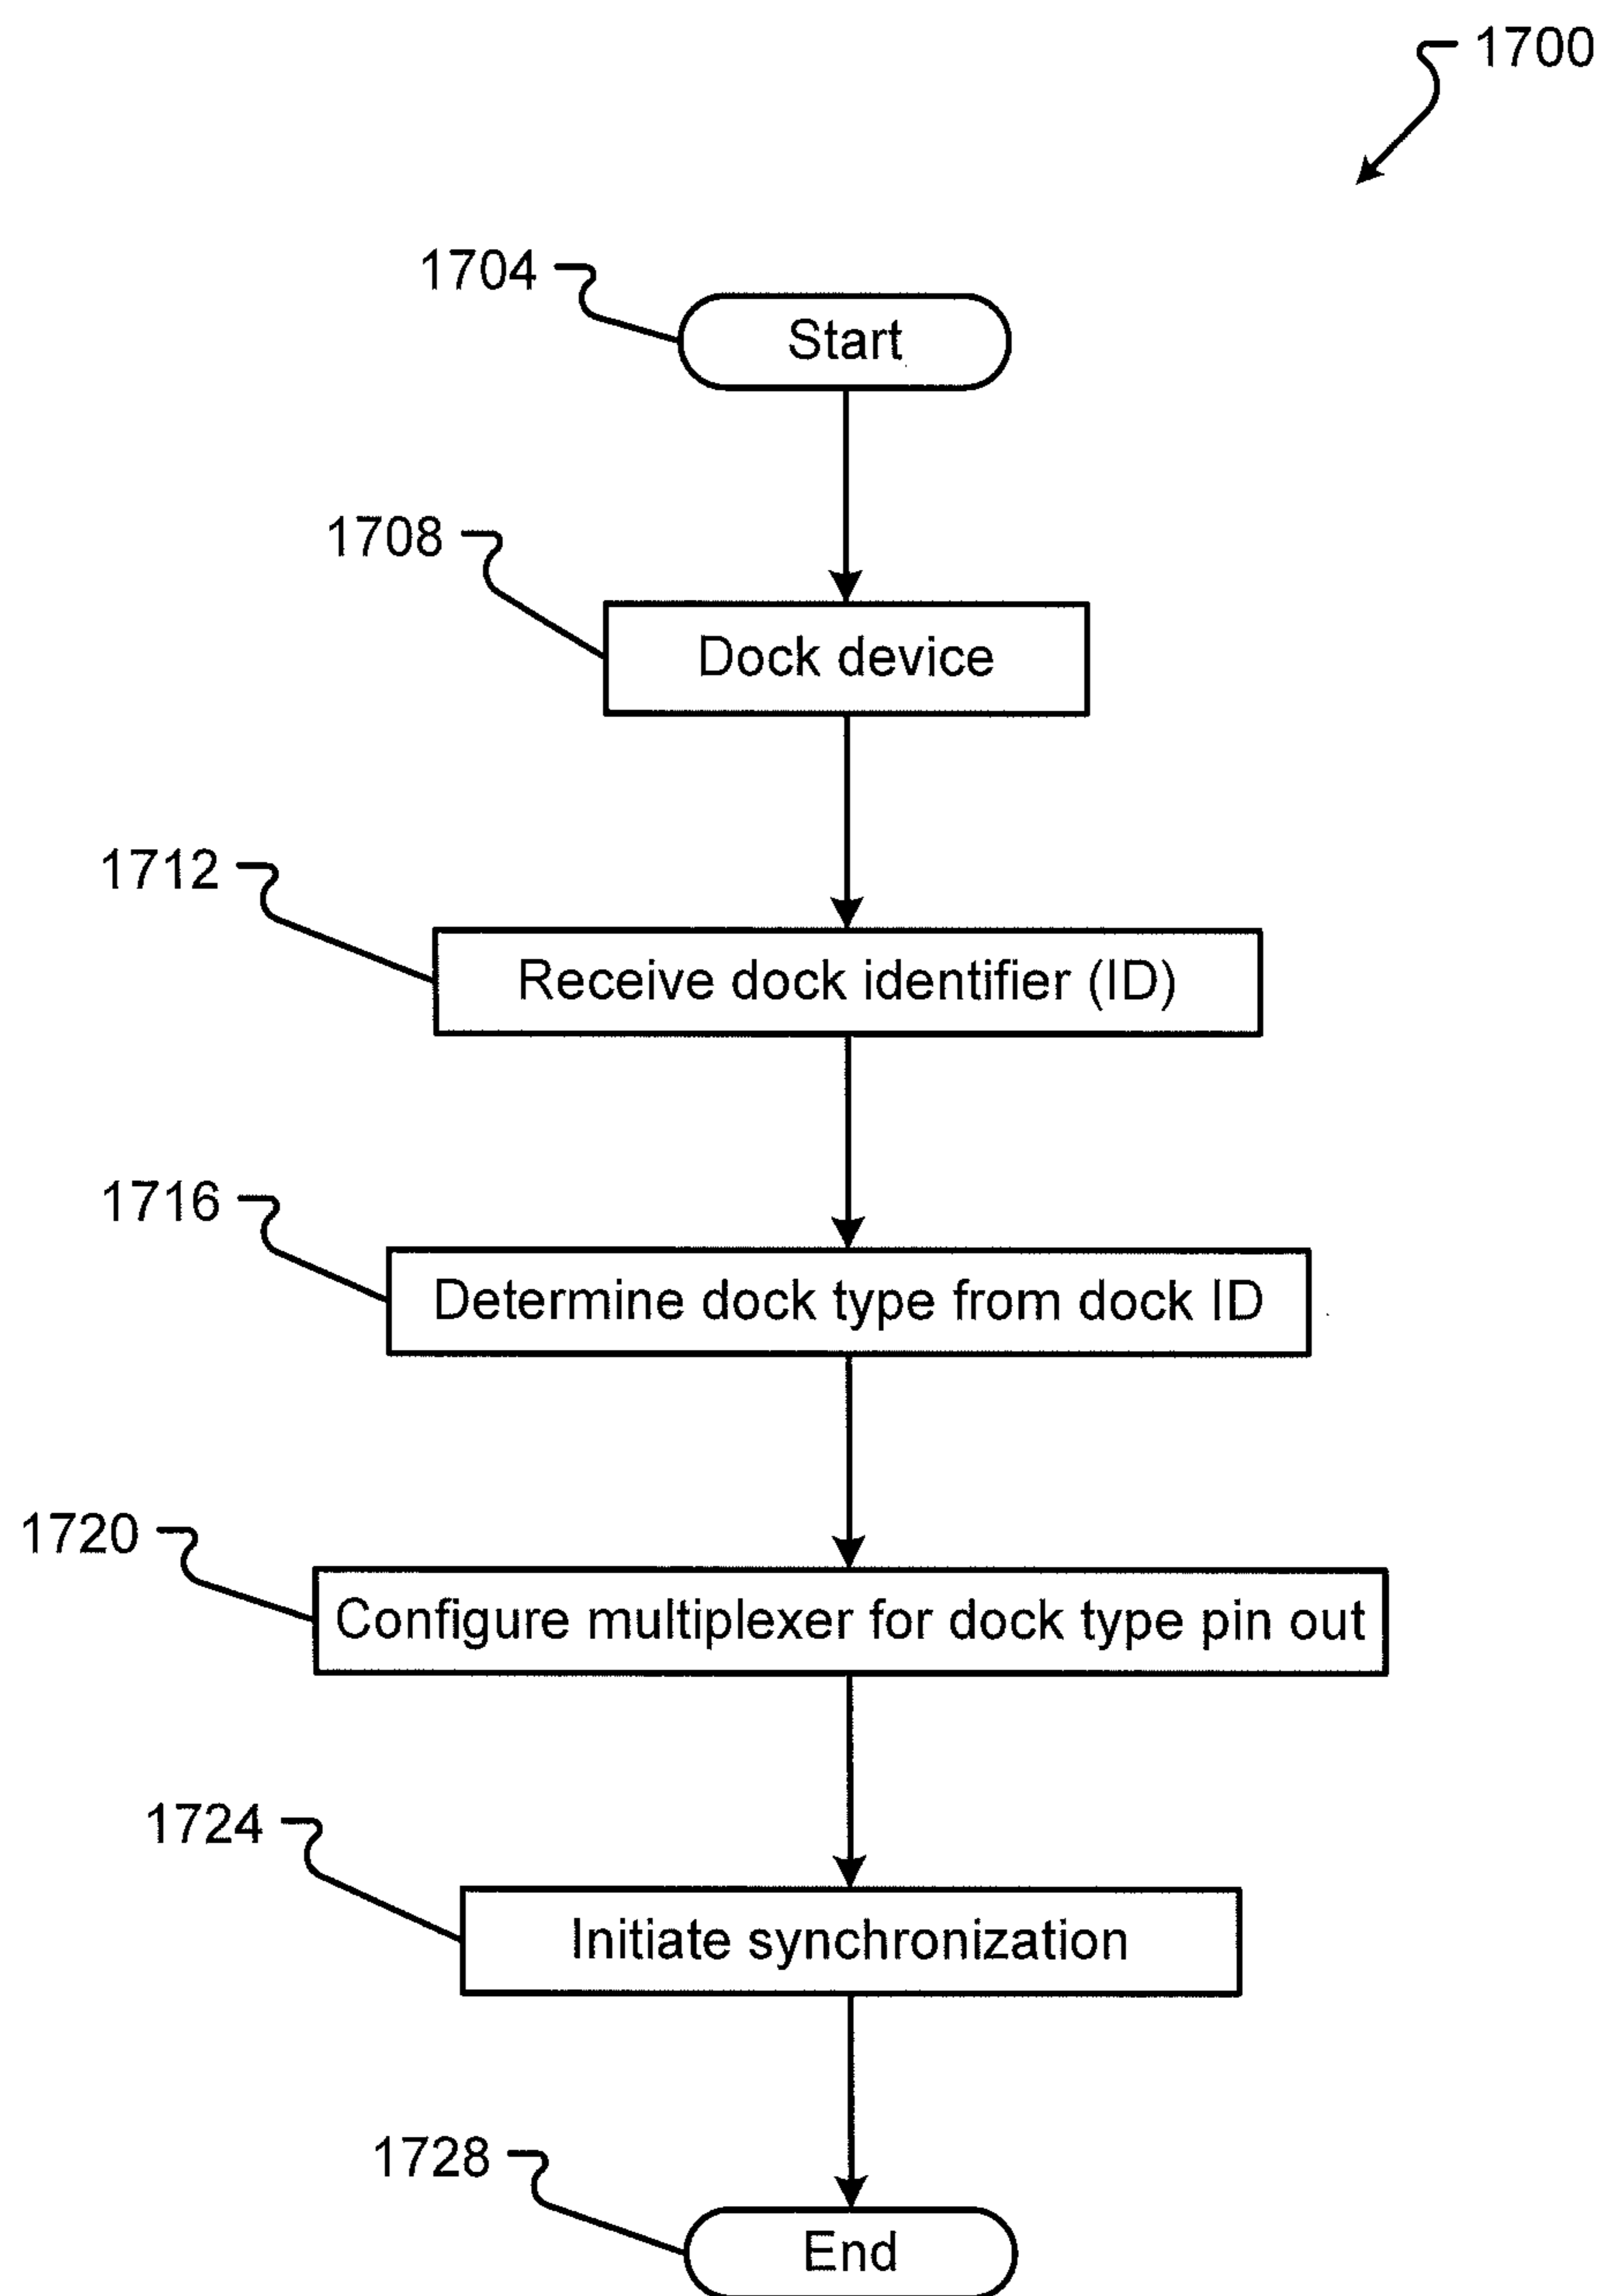 1700
1704
Start
1708
Dock device
1712
Receive dock identifier (ID)
1716
Determine dock type from dock ID
1720
Configure multiplexer for dock type pin out
1724
Initiate synchronization
1728
End